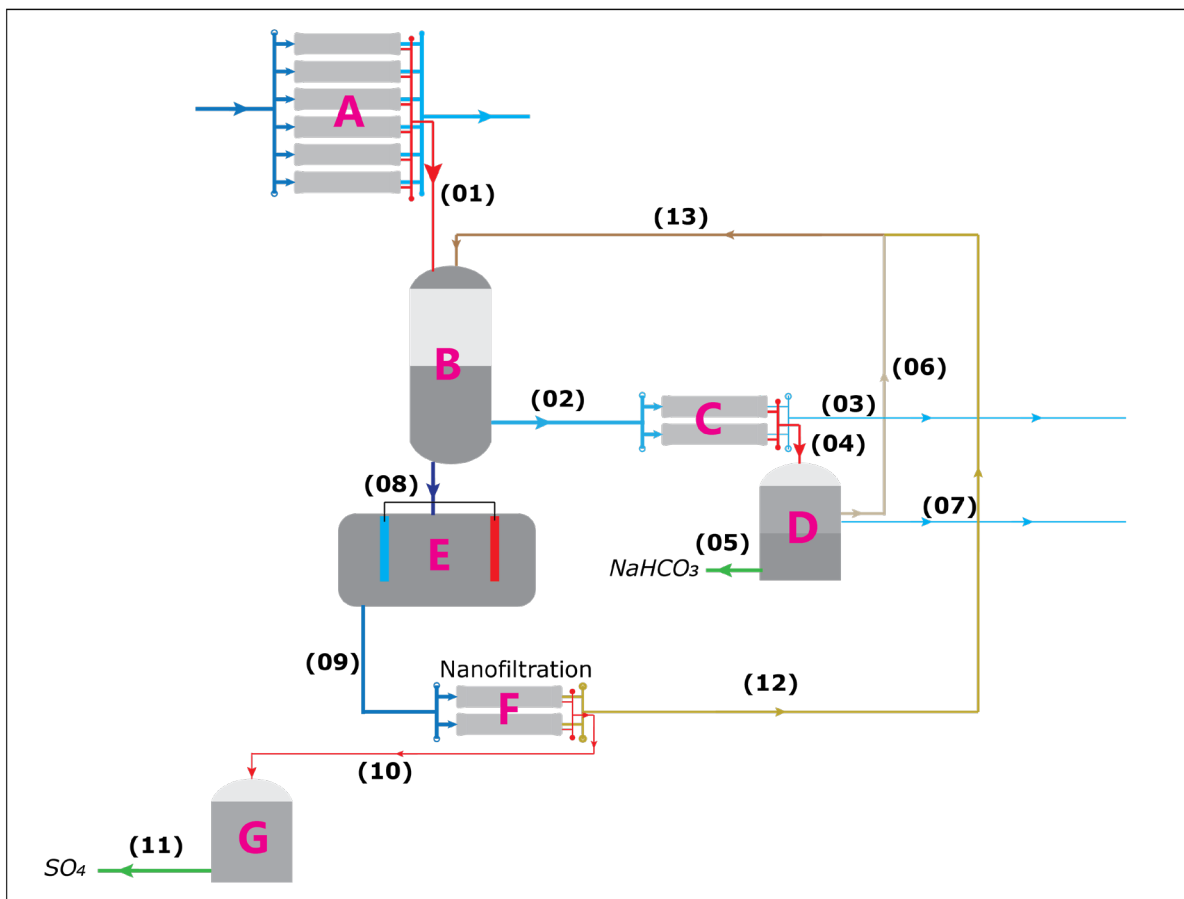 A
(01)
(13)
B
(02)
C
(03)
(06)
(04)
(08)
E
D
(07)
(05)
NaHCO₃
(09)
Nanofiltration
F
(12)
(10)
G
(11)
SO₄